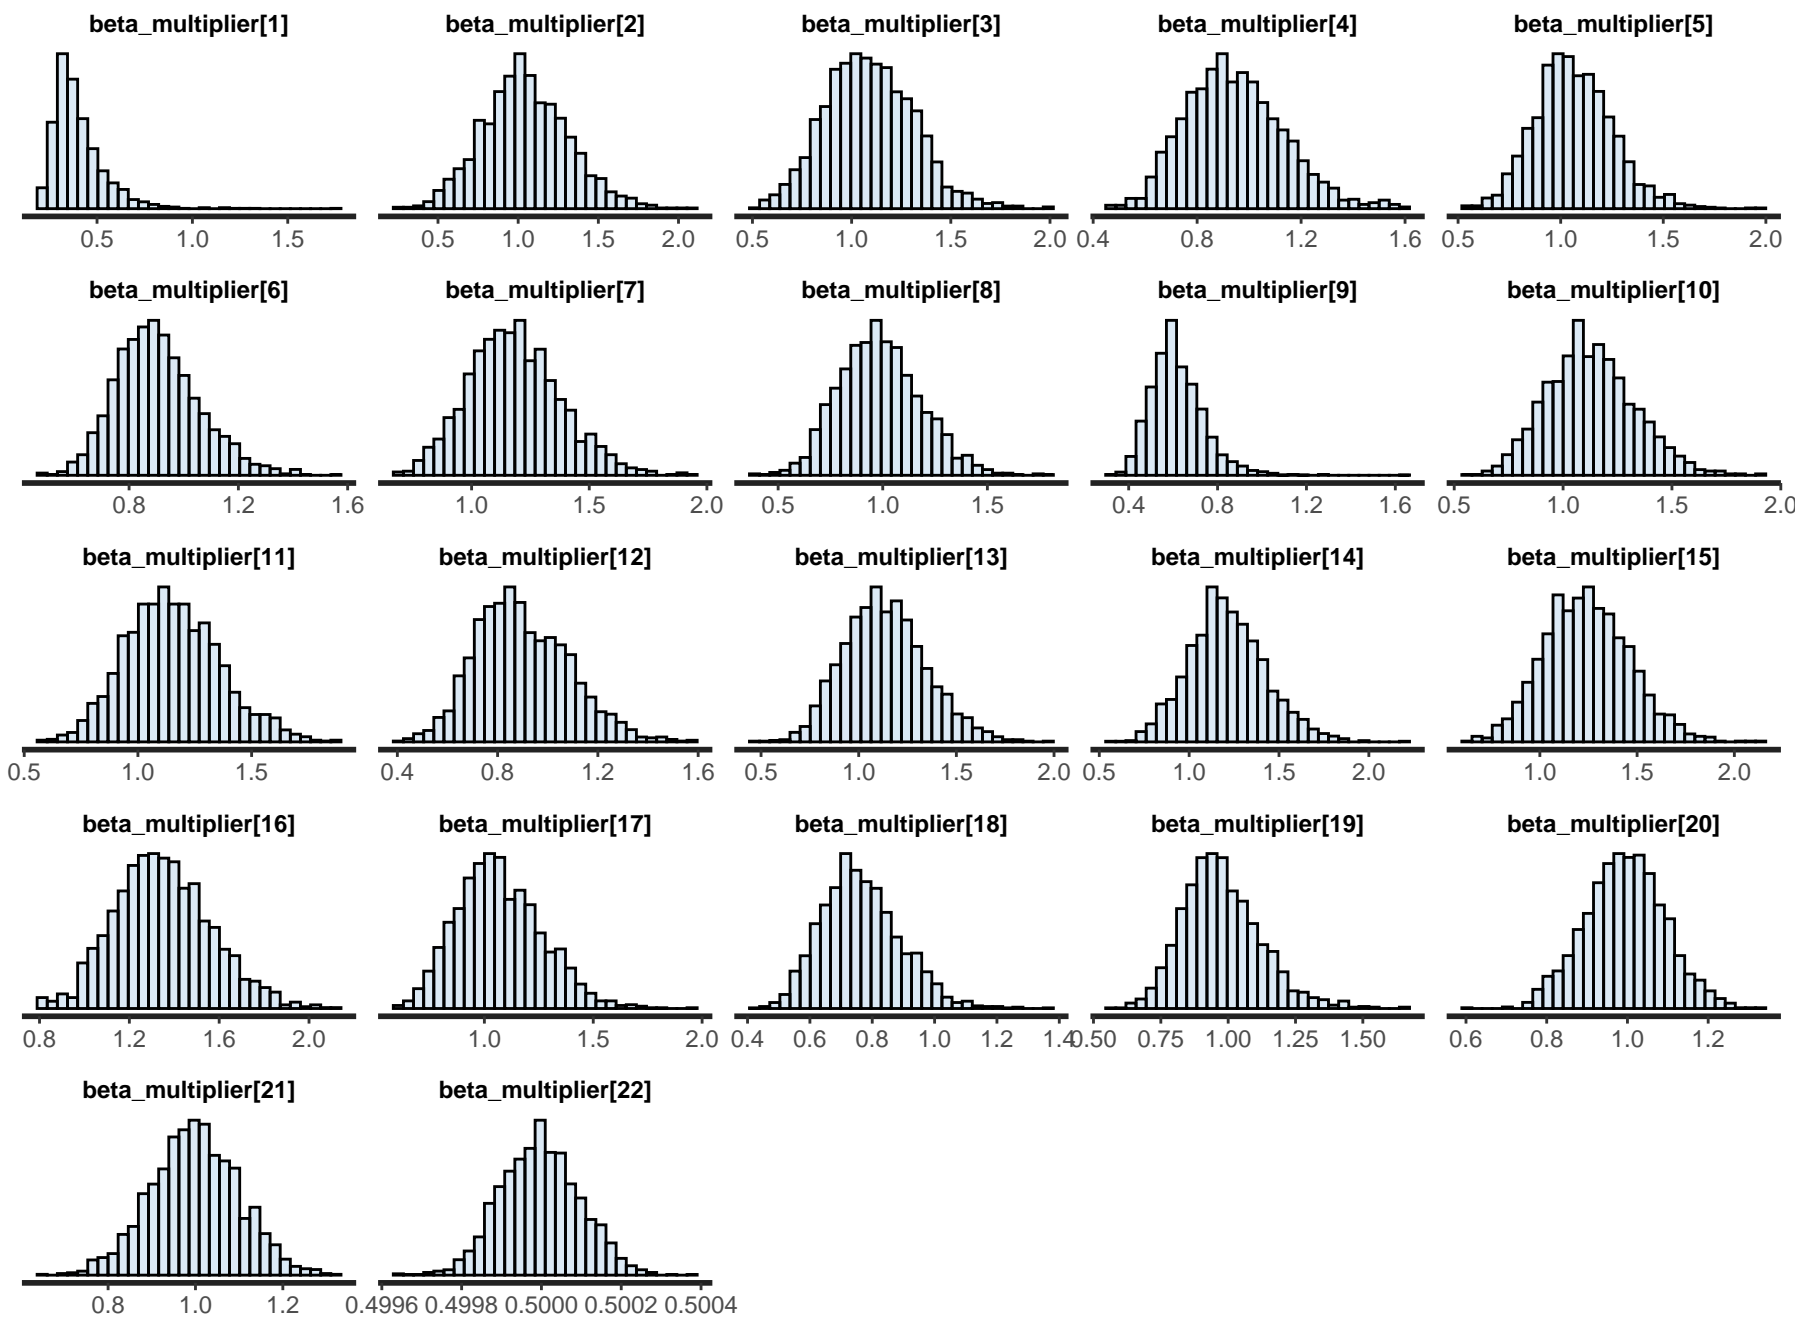 beta_multiplier[1] beta_multiplier[2] beta_multiplier[3] beta_multiplier[4] beta_multiplier[5]
0.5 1.0 1.5 0.5 1.0 1.5 2.0 0.5 1.0 1.5 2.0 0.4 0.8 1.2 1.6 0.5 1.0 1.5 2.0
beta_multiplier[6] beta_multiplier[7] beta_multiplier[8] beta_multiplier[9] beta_multiplier[10]
0.8 1.2 1.6 1.0 1.5 2.0 0.5 1.0 1.5 0.4 0.8 1.2 1.6 0.5 1.0 1.5 2.0
beta_multiplier[11] beta_multiplier[12] beta_multiplier[13] beta_multiplier[14] beta_multiplier[15]
0.5 1.0 1.5 0.4 0.8 1.2 1.6 0.5 1.0 1.5 2.0 0.5 1.0 1.5 2.0 1.0 1.5 2.0
beta_multiplier[16] beta_multiplier[17] beta_multiplier[18] beta_multiplier[19] beta_multiplier[20]
0.8 1.2 1.6 2.0 1.0 1.5 2.0 0.4 0.6 0.8 1.0 1.2 1.4 0.50 0.75 1.00 1.25 1.50 0.6 0.8 1.0 1.2
beta_multiplier[21] beta_multiplier[22]
0.8 1.0 1.2 0.4996 0.4998 0.5000 0.5002 0.5004